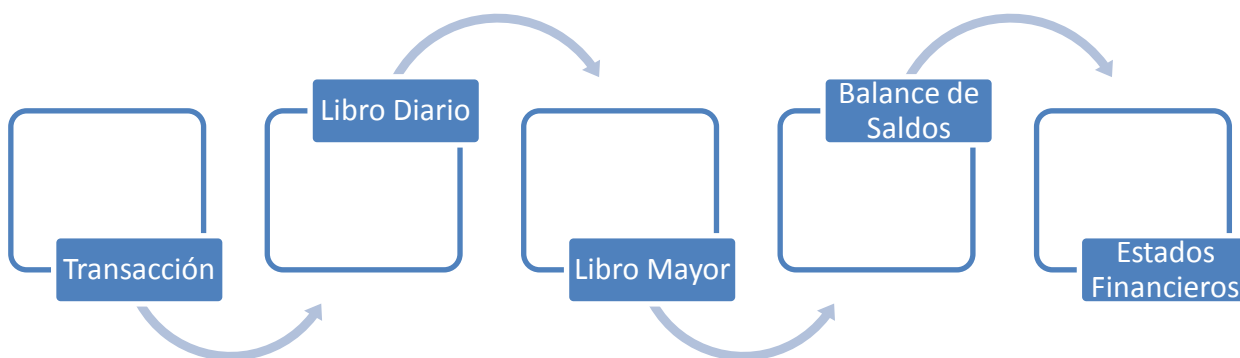 Transacción
Libro Diario
Libro Mayor
Balance de
Saldos
Estados
Financieros